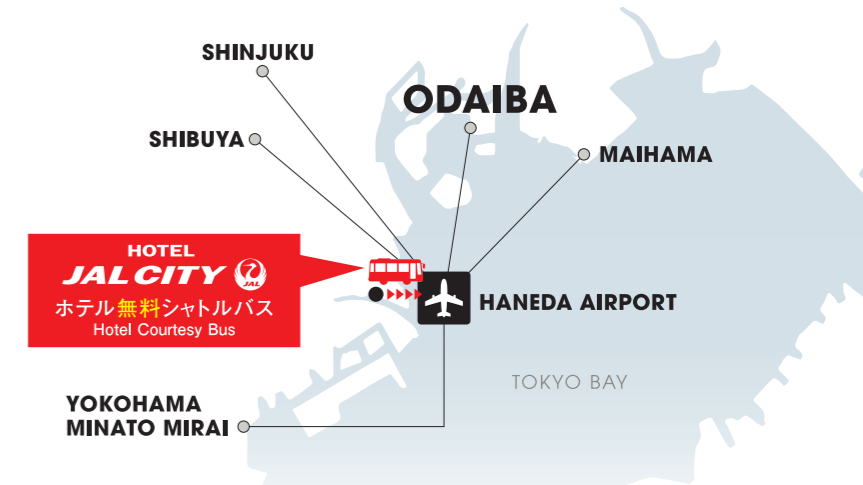 SHINJUKU
ODAIBA
SHIBUYA
MAIHAMA
HOTEL
JAL CITY
JAL
ホテル無料シャトルバス
Hotel Courtesy Bus
HANEDA AIRPORT
TOKYO BAY
YOKOHAMA
MINATO MIRAI